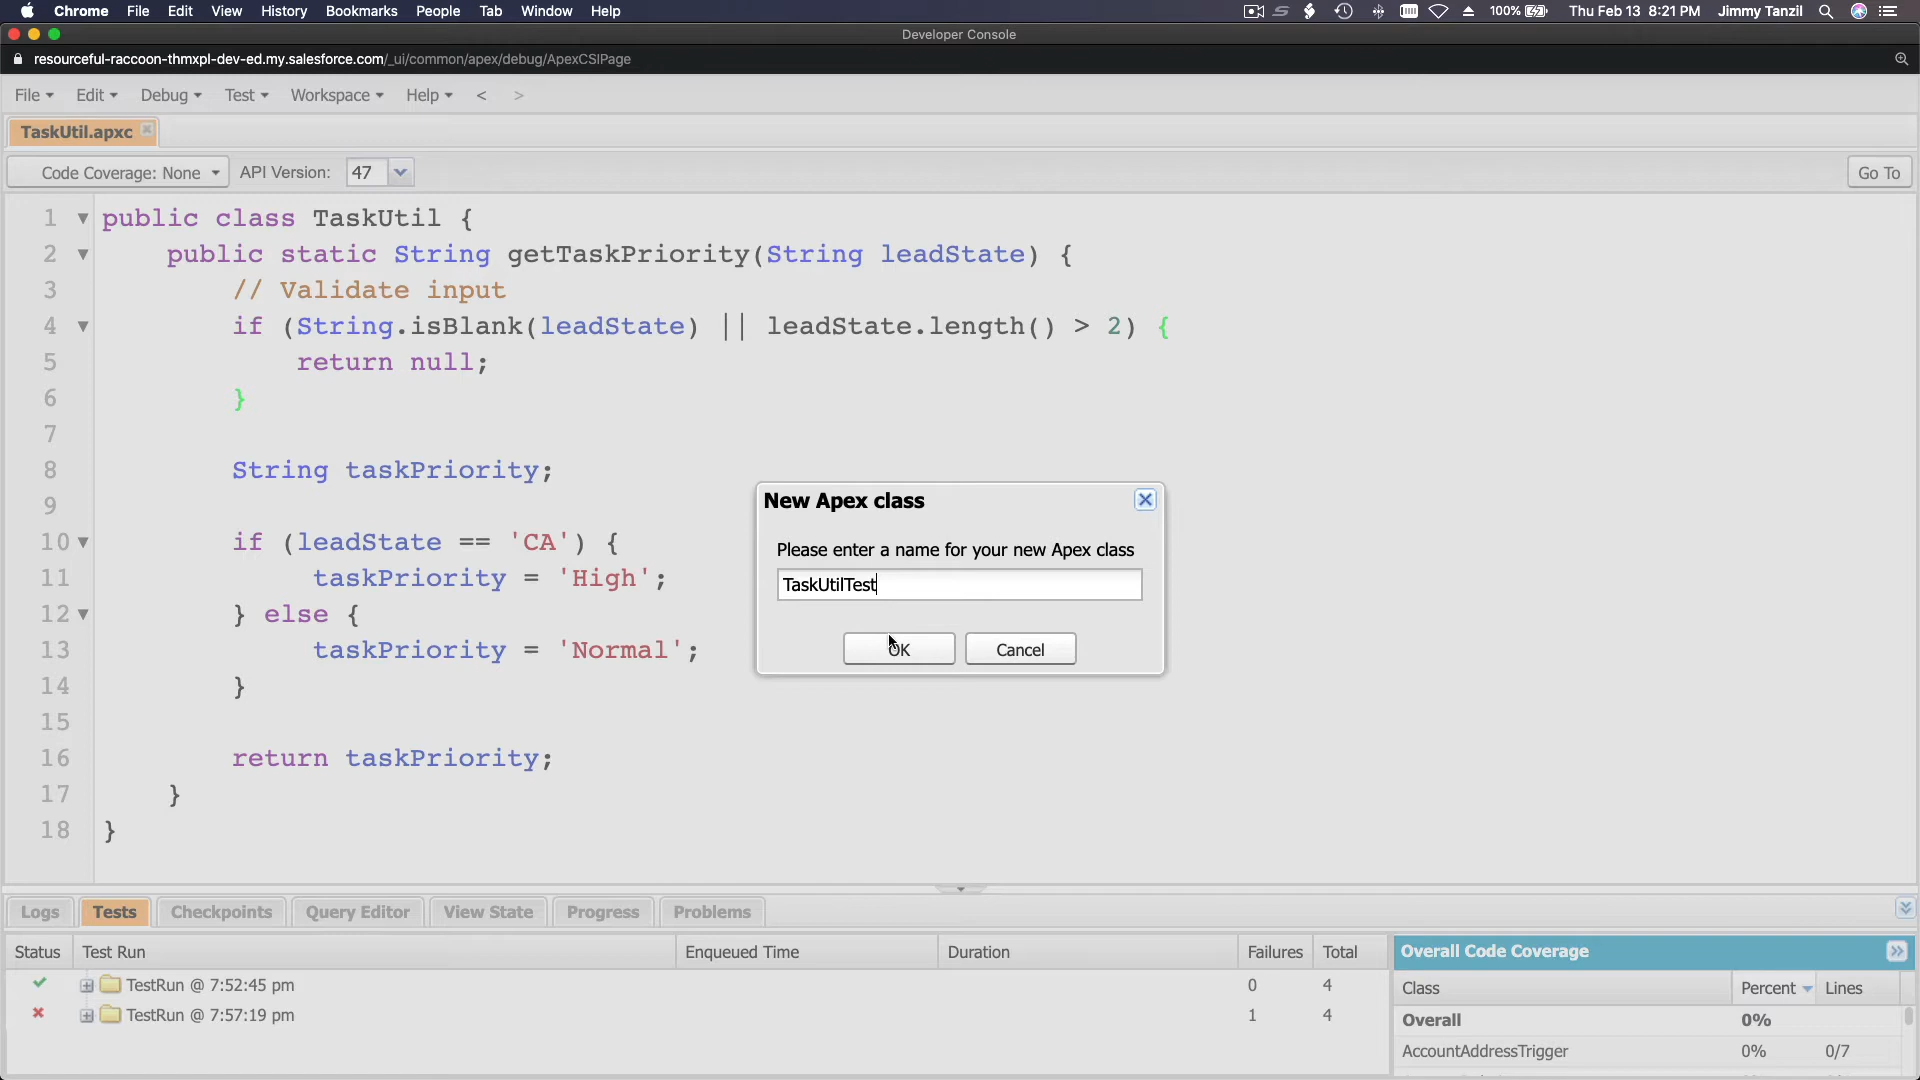 Chrome File Edit View History Bookmarks People Tab Window Help 100% Thu Feb 13 8:21 PM Jimmy Tanzil
Developer Console
resourceful-raccoon-thmxpl-dev-ed.my.salesforce.com/_ui/common/apex/debug/ApexCSIPage
File Edit Debug Test Workspace Help < >
TaskUtil.apxc
Code Coverage: None API Version: 47 Go To
1 public class TaskUtil {
2 public static String getTaskPriority(String leadState) {
3 // Validate input
4 if (String.isBlank(leadState) || leadState.length() > 2) {
5 return null;
6 }
7
8 String taskPriority;
9
10 if (leadState == 'CA') {
11 taskPriority = 'High';
12 } else {
13 taskPriority = 'Normal';
14 }
15
16 return taskPriority;
17 }
18 }
New Apex class
Please enter a name for your new Apex class
TaskUtilTest
OK Cancel
Logs Tests Checkpoints Query Editor View State Progress Problems
Status Test Run Enqueued Time Duration Failures Total
TestRun @ 7:52:45 pm 0 4
TestRun @ 7:57:19 pm 1 4
Overall Code Coverage
Class Percent Lines
Overall 0%
AccountAddressTrigger 0% 0/7